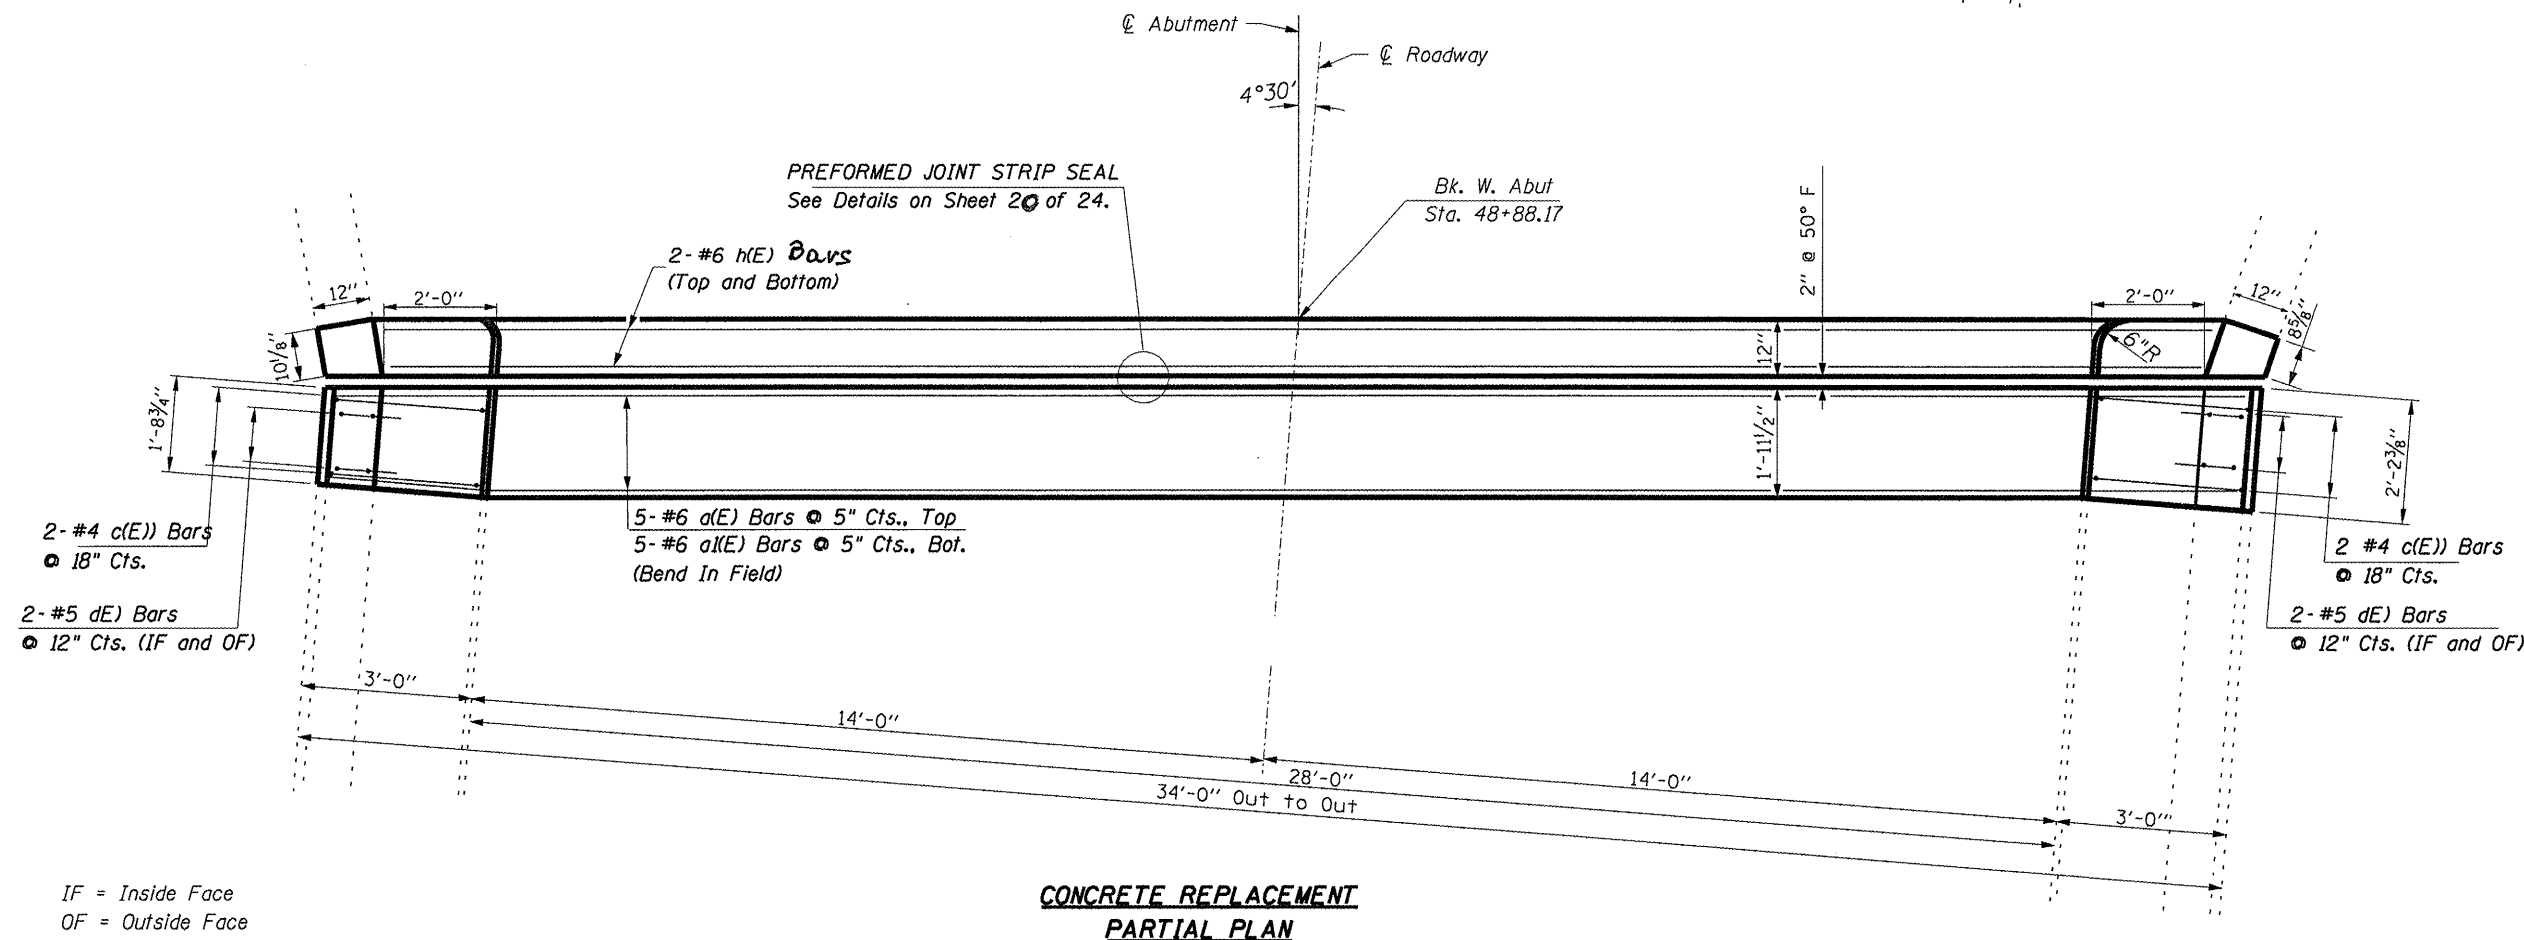 ℄ Abutment
℄ Roadway
4°30'
PREFORMED JOINT STRIP SEAL
See Details on Sheet 20 of 24.
Bk. W. Abut
Sta. 48+88.17
2" @ 50° F
2-#6 h(E) Bars
(Top and Bottom)
12"
2'-0"
2'-0"
12"
8 5/8"
10 1/8"
12"
6"R
1'-8 3/4"
1'-11 1/2"
2'-2 3/8"
5-#6 a(E) Bars @ 5" Cts., Top
5-#6 a1(E) Bars @ 5" Cts., Bot.
(Bend In Field)
2-#4 c(E)) Bars
@ 18" Cts.
2 #4 c(E)) Bars
@ 18" Cts.
2-#5 dE) Bars
@ 12" Cts. (IF and OF)
2-#5 dE) Bars
@ 12" Cts. (IF and OF)
3'-0"
14'-0"
28'-0"
14'-0"
34'-0" Out to Out
3'-0"
IF = Inside Face
OF = Outside Face
CONCRETE REPLACEMENT
PARTIAL PLAN